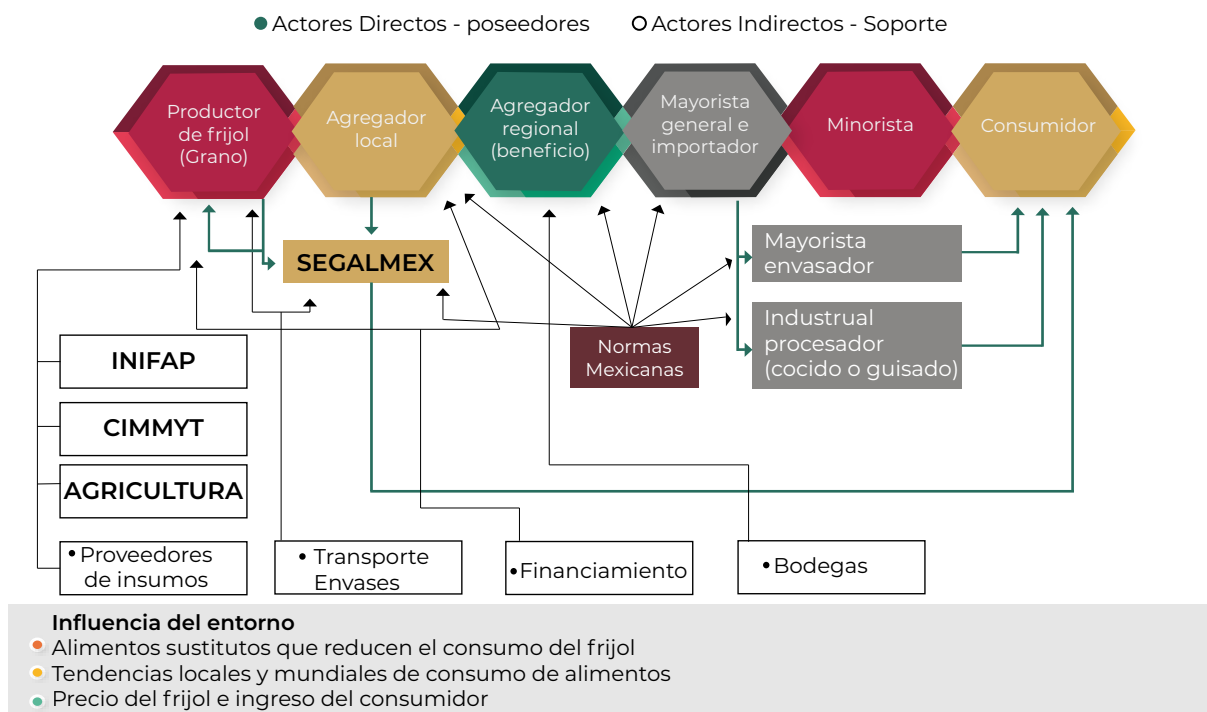 Actores Directos - poseedores
Actores Indirectos - Soporte
Productor
de frijol
(Grano)
Agregador
local
Agregador
regional
(beneficio)
Mayorista
general e
importador
Minorista
Consumidor
SEGALMEX
Mayorista
envasador
Normas
Mexicanas
Industrual
procesador
(cocido o guisado)
INIFAP
CIMMYT
AGRICULTURA
• Proveedores
de insumos
• Transporte
Envases
• Financiamiento
• Bodegas
Influencia del entorno
Alimentos sustitutos que reducen el consumo del frijol
Tendencias locales y mundiales de consumo de alimentos
Precio del frijol e ingreso del consumidor